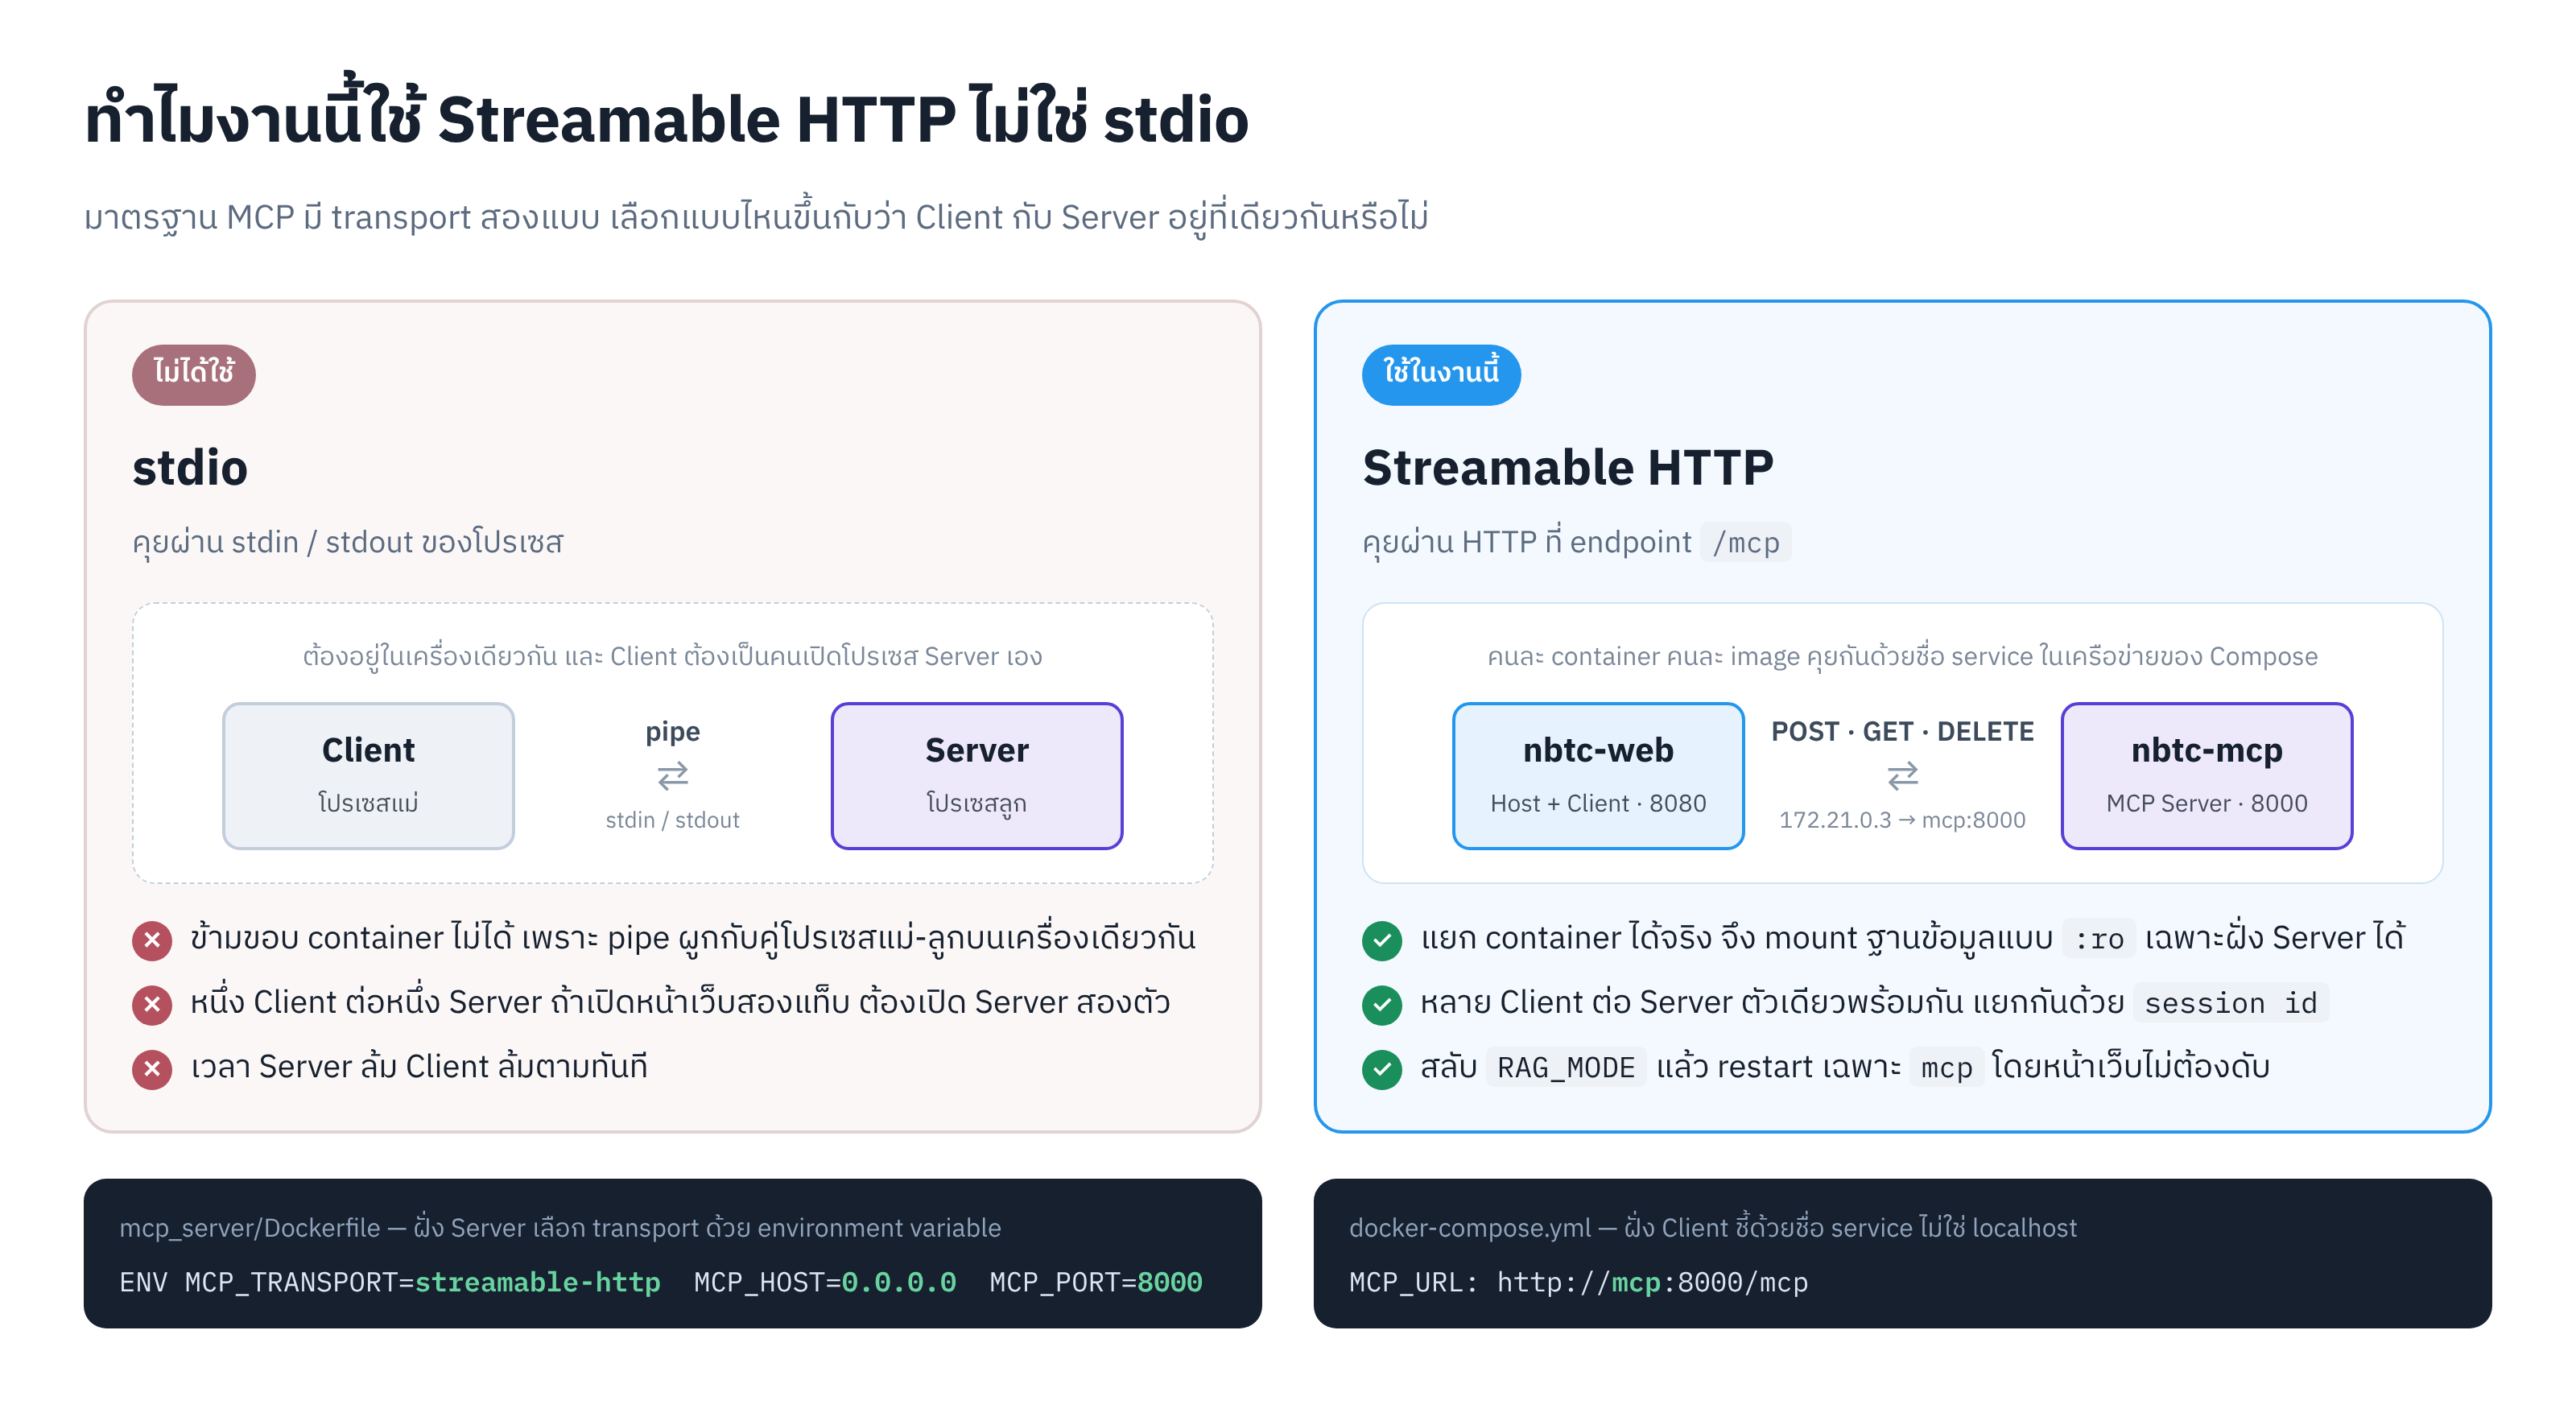 ทำไมงานนี้ใช้ Streamable HTTP ไม่ใช่ stdio
มาตรฐาน MCP มี transport สองแบบ เลือกแบบไหนขึ้นกับว่า Client กับ Server อยู่ที่เดียวกันหรือไม่
ไม่ได้ใช้
stdio
คุยผ่าน stdin / stdout ของโปรเซส
ต้องอยู่ในเครื่องเดียวกัน และ Client ต้องเป็นคนเปิดโปรเซส Server เอง
Client
โปรเซสแม่
pipe
⇄
stdin / stdout
Server
โปรเซสลูก
ข้ามขอบ container ไม่ได้ เพราะ pipe ผูกกับคู่โปรเซสแม่-ลูกบนเครื่องเดียวกัน
หนึ่ง Client ต่อหนึ่ง Server ถ้าเปิดหน้าเว็บสองแท็บ ต้องเปิด Server สองตัว
เวลา Server ล้ม Client ล้มตามทันที
ใช้ในงานนี้
Streamable HTTP
คุยผ่าน HTTP ที่ endpoint /mcp
คนละ container คนละ image คุยกันด้วยชื่อ service ในเครือข่ายของ Compose
nbtc-web
Host + Client · 8080
POST · GET · DELETE
⇄
172.21.0.3 → mcp:8000
nbtc-mcp
MCP Server · 8000
แยก container ได้จริง จึง mount ฐานข้อมูลแบบ :ro เฉพาะฝั่ง Server ได้
หลาย Client ต่อ Server ตัวเดียวพร้อมกัน แยกกันด้วย session id
สลับ RAG_MODE แล้ว restart เฉพาะ mcp โดยหน้าเว็บไม่ต้องดับ
mcp_server/Dockerfile — ฝั่ง Server เลือก transport ด้วย environment variable
ENV MCP_TRANSPORT=streamable-http MCP_HOST=0.0.0.0 MCP_PORT=8000
docker-compose.yml — ฝั่ง Client ชี้ด้วยชื่อ service ไม่ใช่ localhost
MCP_URL: http://mcp:8000/mcp